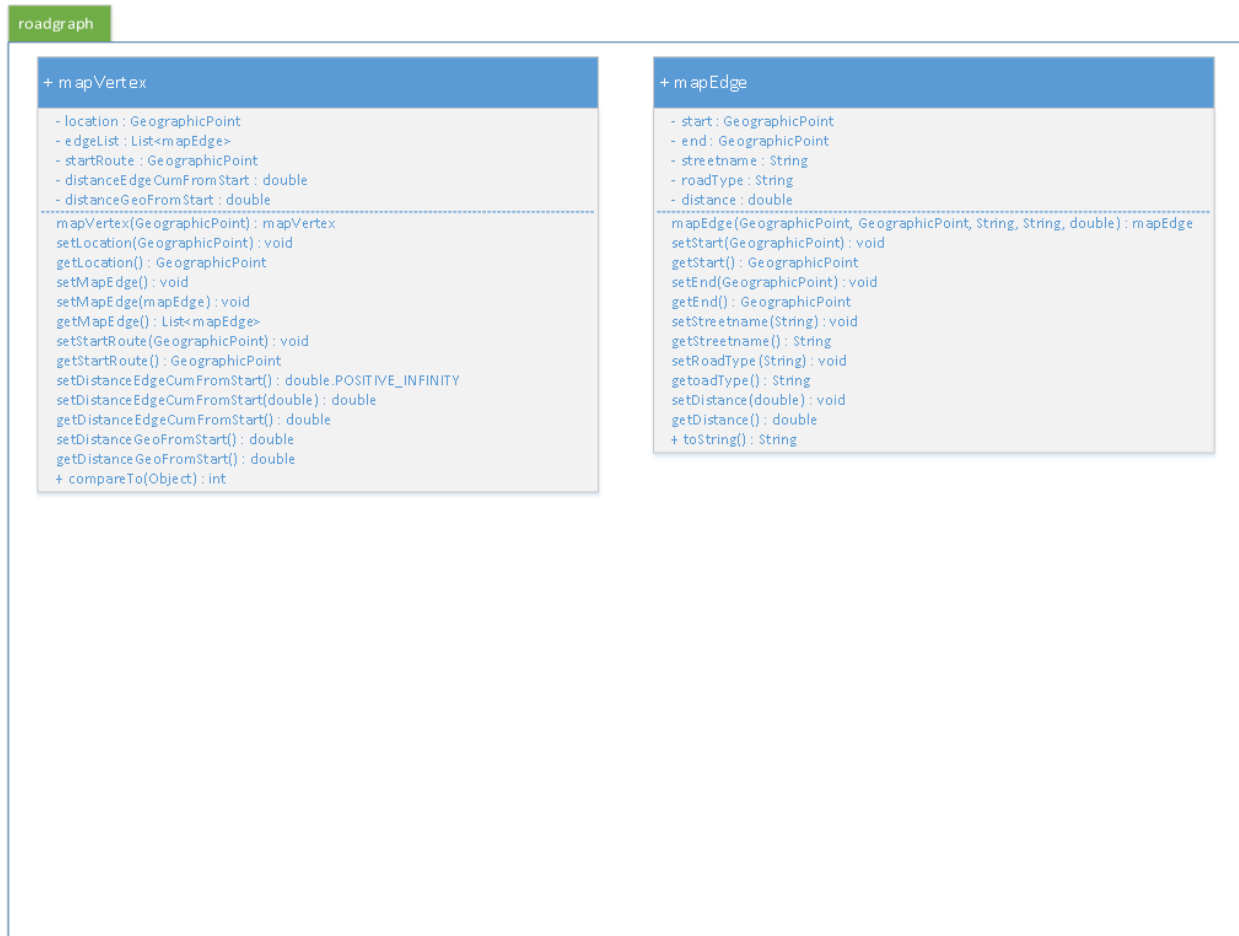 roadgraph
+ mapVertex
- location : GeographicPoint
- edgeList : List<mapEdge>
- startRoute : GeographicPoint
- distanceEdgeCumFromStart : double
- distanceGeoFromStart : double
mapVertex(GeographicPoint) : mapVertex
setLocation(GeographicPoint) : void
getLocation() : GeographicPoint
setMapEdge() : void
setMapEdge(mapEdge) : void
getMapEdge() : List<mapEdge>
setStartRoute(GeographicPoint) : void
getStartRoute() : GeographicPoint
setDistanceEdgeCumFromStart() : double.POSITIVE_INFINITY
setDistanceEdgeCumFromStart(double) : double
getDistanceEdgeCumFromStart() : double
setDistanceGeoFromStart() : double
getDistanceGeoFromStart() : double
+ compareTo(Object) : int
+ mapEdge
- start : GeographicPoint
- end : GeographicPoint
- streetname : String
- roadType : String
- distance : double
mapEdge(GeographicPoint, GeographicPoint, String, String, double) : mapEdge
setStart(GeographicPoint) : void
getStart() : GeographicPoint
setEnd(GeographicPoint) : void
getEnd() : GeographicPoint
setStreetname(String) : void
getStreetname() : String
setRoadType(String) : void
getoadType() : String
setDistance(double) : void
getDistance() : double
+ toString() : String